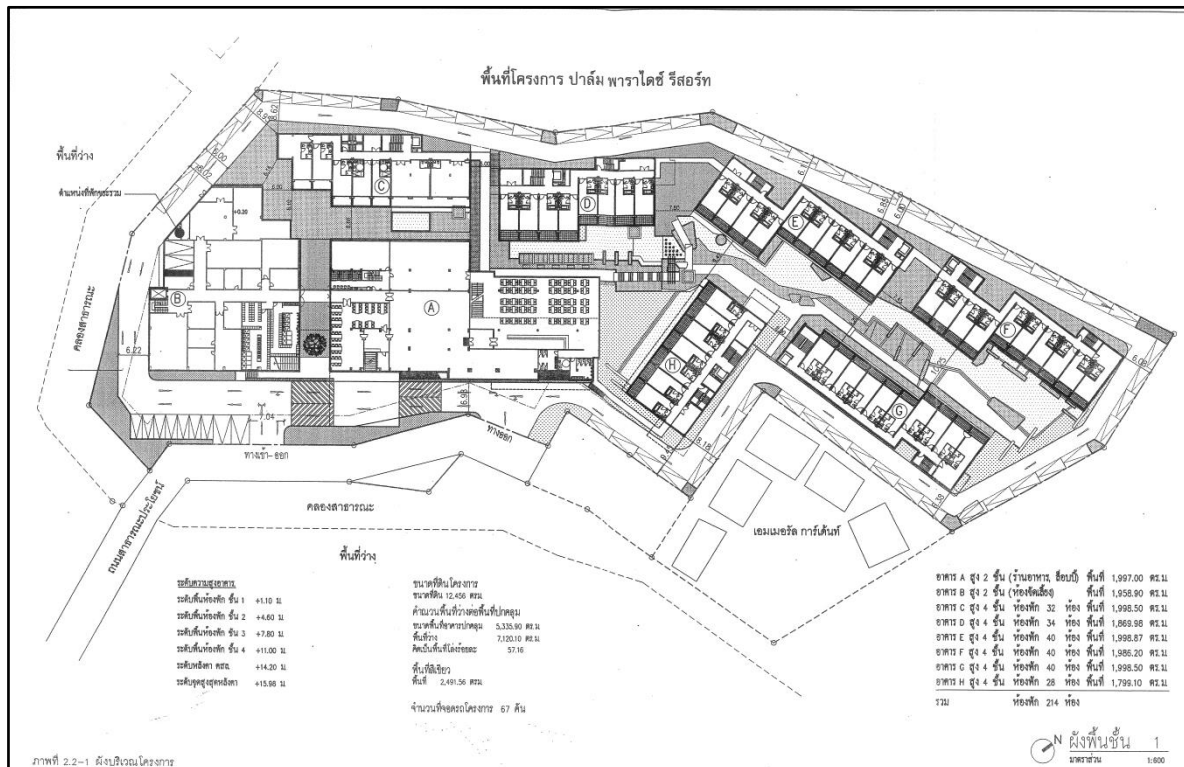 พื้นที่โครงการ ปาล์ม พาราไดซ์ รีสอร์ท
พื้นที่ว่าง
ตำแหน่งที่พักขยะรวม
คลองสาธารณะ
+0.20
A
B
C
D
E
F
G
H
6.22
6.98
8.18
6.00
6.86
7.60
ทางเข้า-ออก
ทางออก
ถนนสาธารณะประโยชน์
คลองสาธารณะ
พื้นที่ว่าง
เอมเมอรัล การ์เด้นท์
ระดับความสูงอาคาร
ระดับพื้นห้องพัก ชั้น 1 +1.10 ม.
ระดับพื้นห้องพัก ชั้น 2 +4.60 ม.
ระดับพื้นห้องพัก ชั้น 3 +7.80 ม.
ระดับพื้นห้องพัก ชั้น 4 +11.00 ม.
ระดับหลังคา คสล. +14.20 ม.
ระดับจุดสูงสุดหลังคา +15.98 ม.
ขนาดที่ดินโครงการ
ขนาดที่ดิน 12,456 ตรม.
คำนวณพื้นที่ว่างต่อพื้นที่ปกคลุม
ขนาดพื้นที่อาคารปกคลุม 5,335.90 ตร.ม.
พื้นที่ว่าง 7,120.10 ตร.ม.
คิดเป็นพื้นที่โล่งร้อยละ 57.16
พื้นที่สีเขียว
พื้นที่ 2,491.56 ตรม.
จำนวนที่จอดรถโครงการ 67 คัน
อาคาร A สูง 2 ชั้น (ร้านอาหาร, ล็อบบี้) พื้นที่ 1,997.00 ตร.ม.
อาคาร B สูง 2 ชั้น (ห้องจัดเลี้ยง) พื้นที่ 1,958.90 ตร.ม.
อาคาร C สูง 4 ชั้น ห้องพัก 32 ห้อง พื้นที่ 1,998.50 ตร.ม.
อาคาร D สูง 4 ชั้น ห้องพัก 34 ห้อง พื้นที่ 1,869.98 ตร.ม.
อาคาร E สูง 4 ชั้น ห้องพัก 40 ห้อง พื้นที่ 1,998.87 ตร.ม.
อาคาร F สูง 4 ชั้น ห้องพัก 40 ห้อง พื้นที่ 1,986.20 ตร.ม.
อาคาร G สูง 4 ชั้น ห้องพัก 40 ห้อง พื้นที่ 1,998.50 ตร.ม.
อาคาร H สูง 4 ชั้น ห้องพัก 28 ห้อง พื้นที่ 1,799.10 ตร.ม.
รวม ห้องพัก 214 ห้อง
N ผังพื้นชั้น 1
มาตราส่วน 1:600
ภาพที่ 2.2-1 ผังบริเวณโครงการ